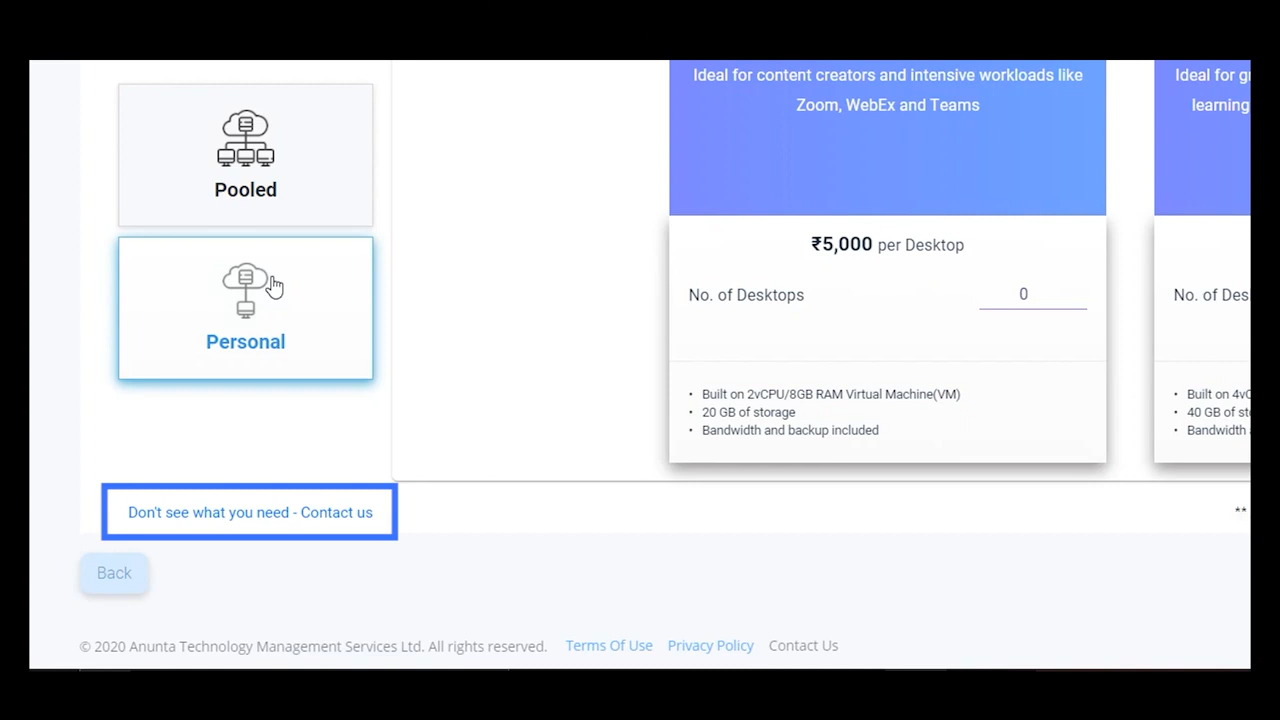 Pooled
Personal
Don't see what you need - Contact us
Ideal for content creators and intensive workloads like
Zoom, WebEx and Teams
₹5,000 per Desktop
No. of Desktops 0
• Built on 2vCPU/8GB RAM Virtual Machine(VM)
• 20 GB of storage
• Bandwidth and backup included
Ideal for
learning
No. of
• Built on
• 40 GB of
• Bandwidth
**
Back
© 2020 Anunta Technology Management Services Ltd. All rights reserved. Terms Of Use Privacy Policy Contact Us